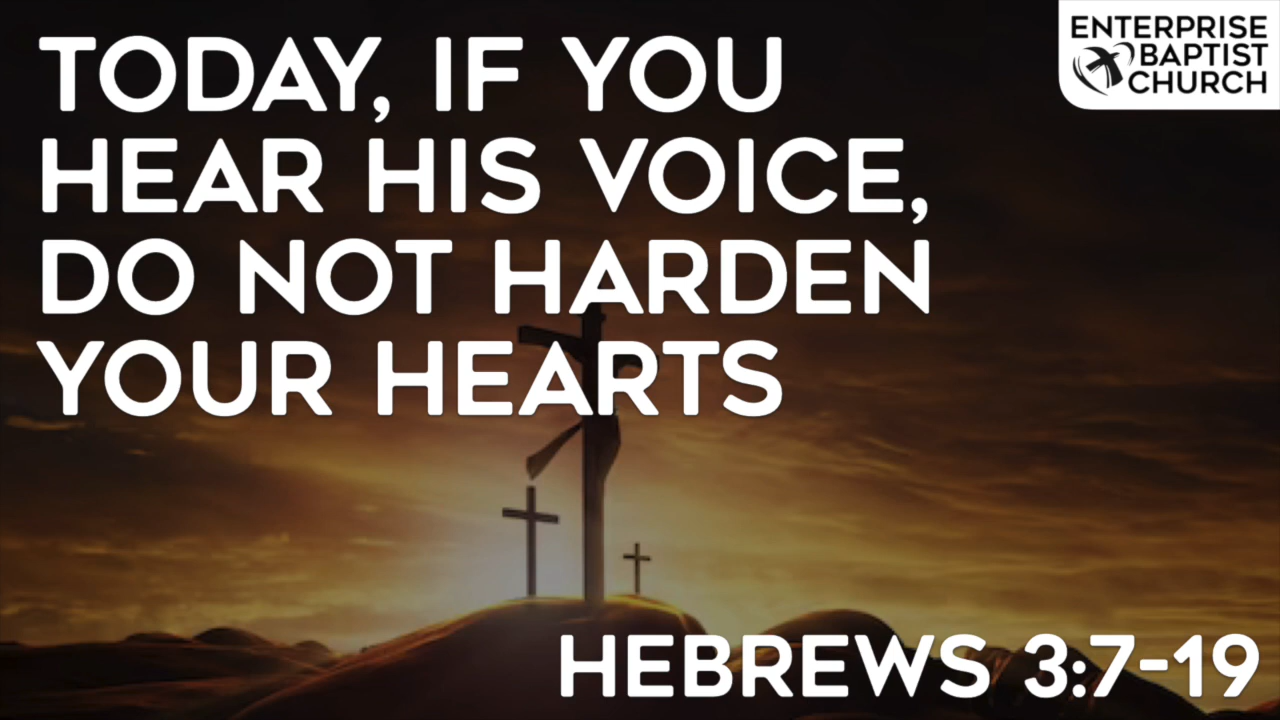 TODAY, IF YOU
HEAR HIS VOICE,
DO NOT HARDEN
YOUR HEARTS
ENTERPRISE
BAPTIST
CHURCH
HEBREWS 3:7-19